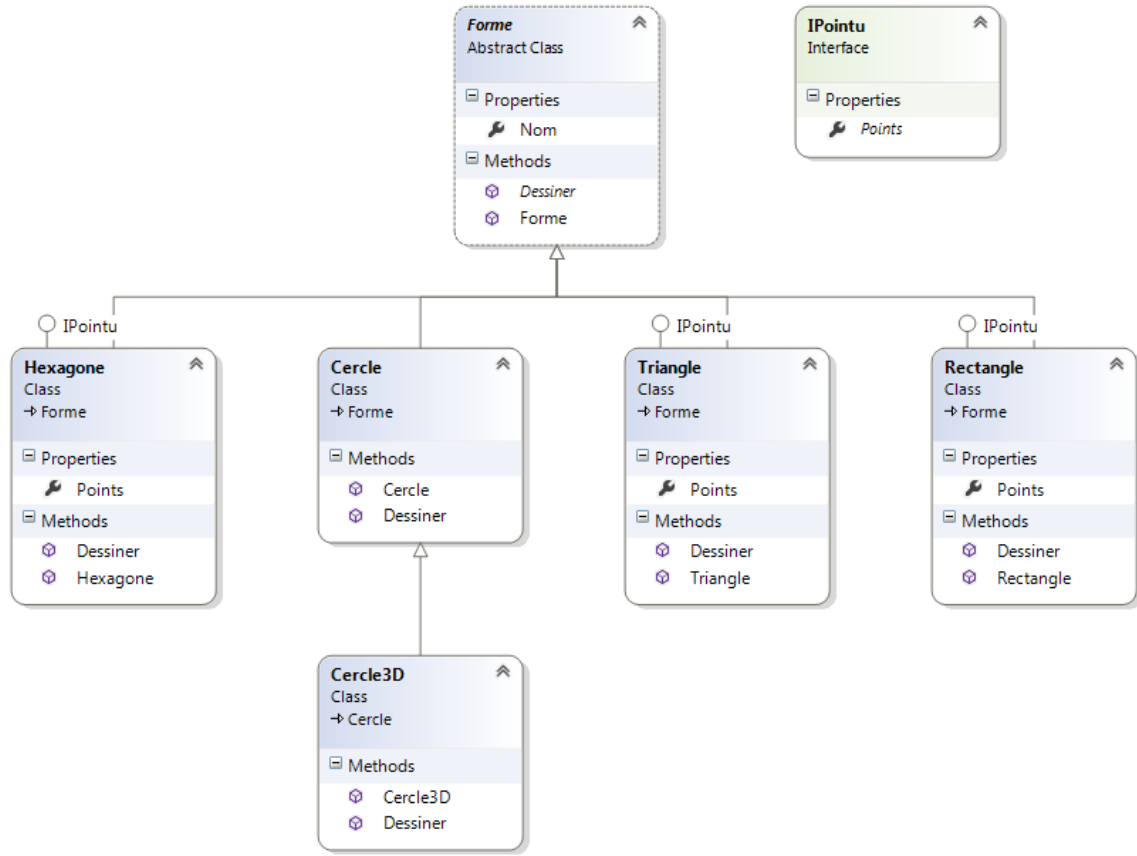 Forme
Abstract Class
Properties
Nom
Methods
Dessiner
Forme
IPointu
Interface
Properties
Points
IPointu
Hexagone
Class
Forme
Properties
Points
Methods
Dessiner
Hexagone
Cercle
Class
Forme
Methods
Cercle
Dessiner
IPointu
Triangle
Class
Forme
Properties
Points
Methods
Dessiner
Triangle
IPointu
Rectangle
Class
Forme
Properties
Points
Methods
Dessiner
Rectangle
Cercle3D
Class
Cercle
Methods
Cercle3D
Dessiner